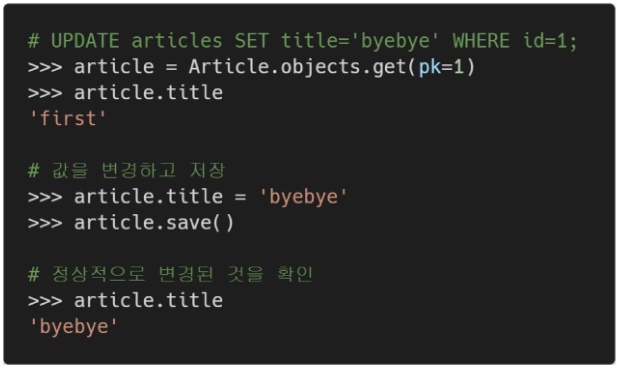 # UPDATE articles SET title='byebye' WHERE id=1;
>>> article = Article.objects.get(pk=1)
>>> article.title
'first'
# 값을 변경하고 저장
>>> article.title = 'byebye'
>>> article.save()
# 정상적으로 변경된 것을 확인
>>> article.title
'byebye'